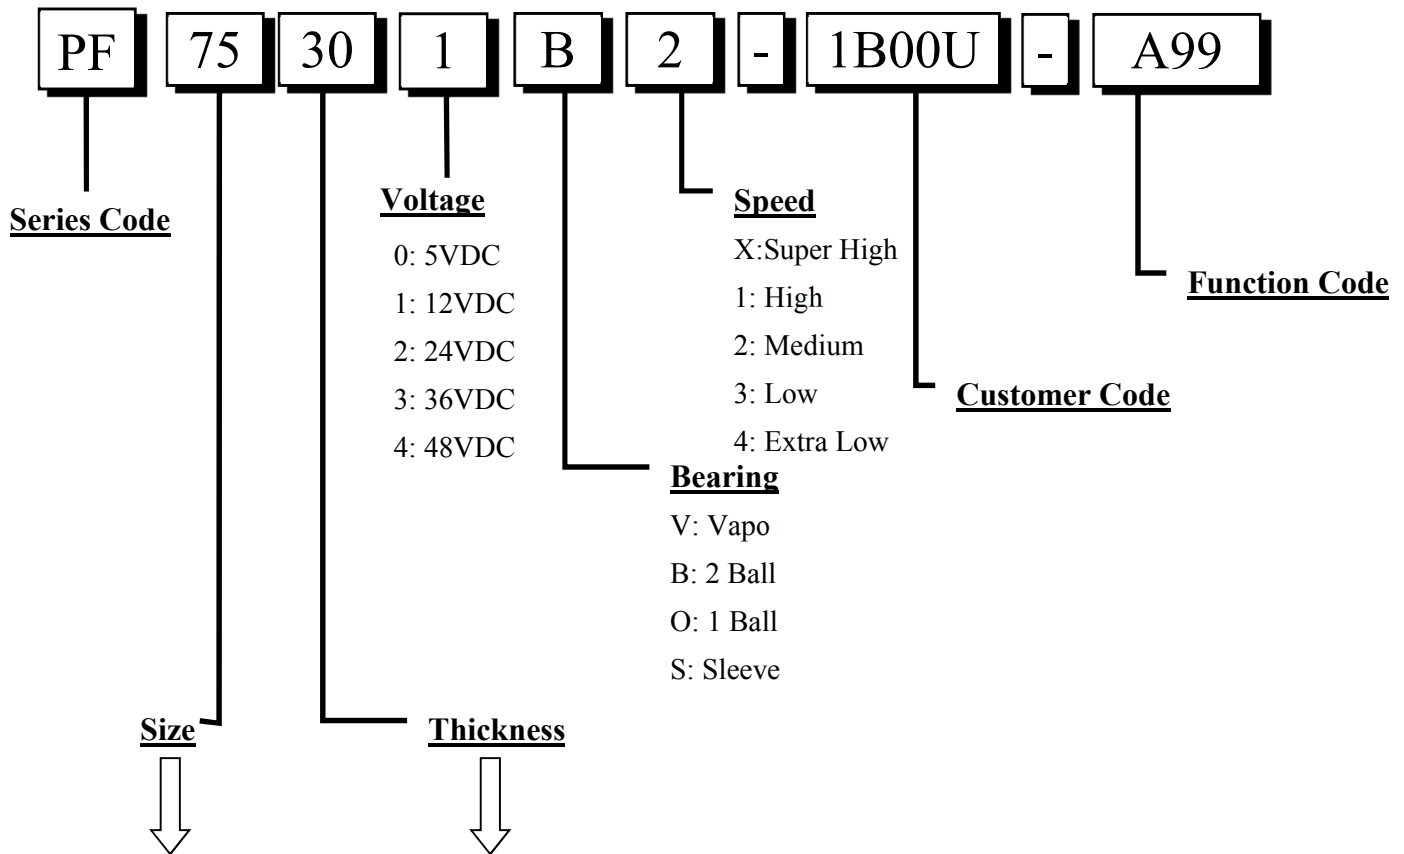 PF 75 30 1 B 2 - 1B00U - A99
Series Code
Voltage
0: 5VDC
1: 12VDC
2: 24VDC
3: 36VDC
4: 48VDC
Speed
X:Super High
1: High
2: Medium
3: Low
4: Extra Low
Function Code
Customer Code
Bearing
V: Vapo
B: 2 Ball
O: 1 Ball
S: Sleeve
Size
Thickness